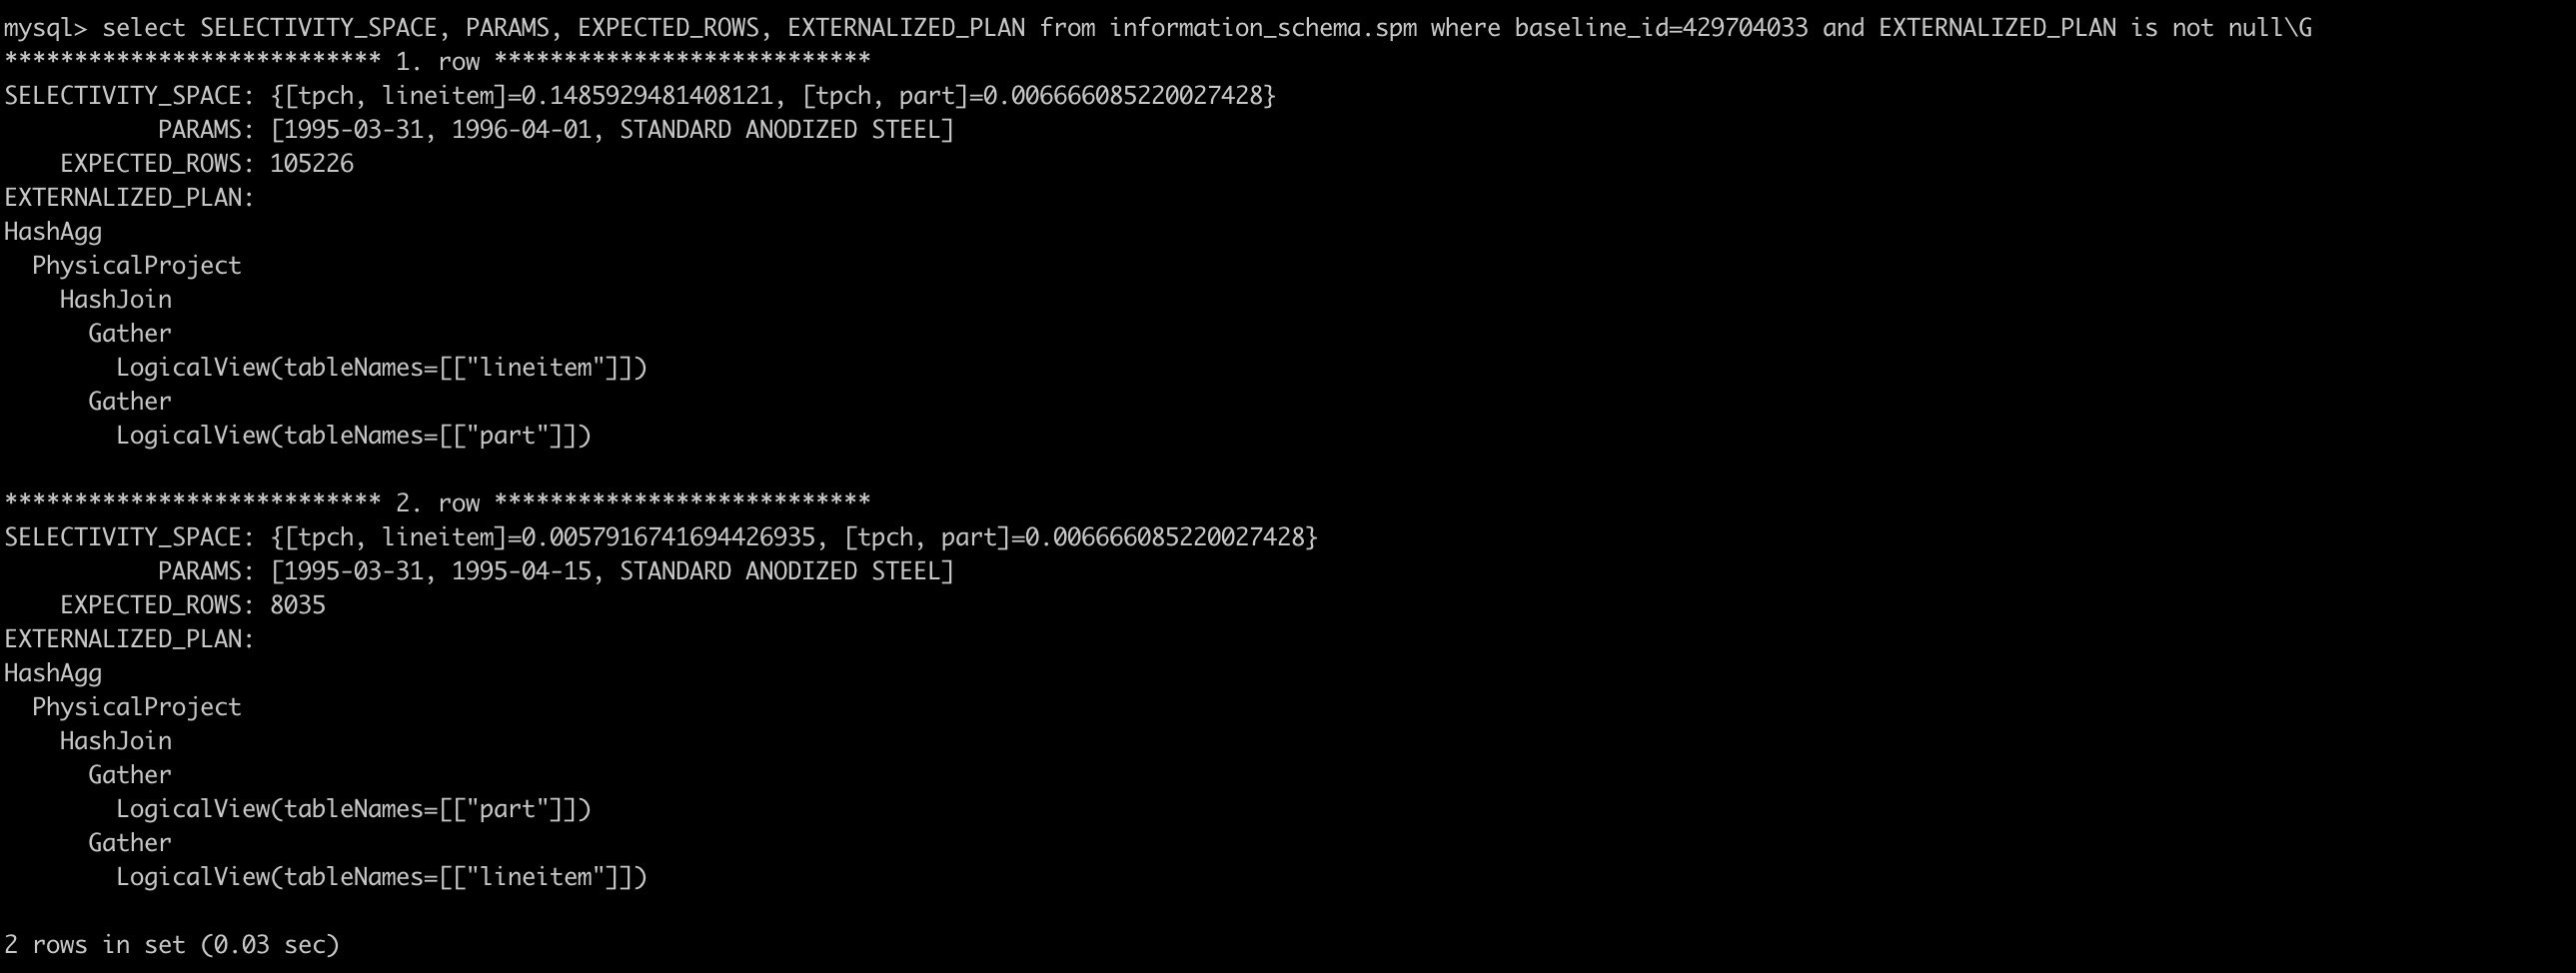 mysql> select SELECTIVITY_SPACE, PARAMS, EXPECTED_ROWS, EXTERNALIZED_PLAN from information_schema.spm where baseline_id=429704033 and EXTERNALIZED_PLAN is not null\G
*************************** 1. row ***************************
SELECTIVITY_SPACE: {[tpch, lineitem]=0.1485929481408121, [tpch, part]=0.006666085220027428}
           PARAMS: [1995-03-31, 1996-04-01, STANDARD ANODIZED STEEL]
    EXPECTED_ROWS: 105226
EXTERNALIZED_PLAN:
HashAgg
  PhysicalProject
    HashJoin
      Gather
        LogicalView(tableNames=[["lineitem"]])
      Gather
        LogicalView(tableNames=[["part"]])

*************************** 2. row ***************************
SELECTIVITY_SPACE: {[tpch, lineitem]=0.0057916741694426935, [tpch, part]=0.006666085220027428}
           PARAMS: [1995-03-31, 1995-04-15, STANDARD ANODIZED STEEL]
    EXPECTED_ROWS: 8035
EXTERNALIZED_PLAN:
HashAgg
  PhysicalProject
    HashJoin
      Gather
        LogicalView(tableNames=[["part"]])
      Gather
        LogicalView(tableNames=[["lineitem"]])

2 rows in set (0.03 sec)